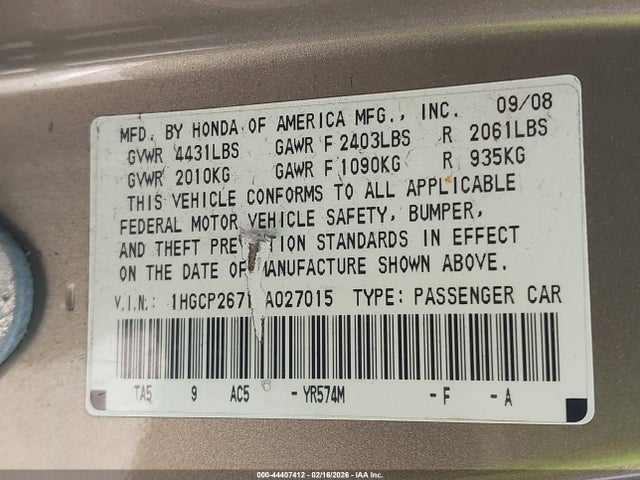 MFD. BY HONDA OF AMERICA MFG., INC. 09/08
GVWR 4431LBS GAWR F 2403LBS R 2061LBS
GVWR 2010KG GAWR F 1090KG R 935KG
THIS VEHICLE CONFORMS TO ALL APPLICABLE
FEDERAL MOTOR VEHICLE SAFETY, BUMPER,
AND THEFT STANDARDS IN EFFECT
ON THE DATE OF MANUFACTURE SHOWN ABOVE.
V.I.N.: TYPE: PASSENGER CAR
TA5 9 AC5 - YR574M - F - A
000-44407412 - 02/16/2026 - IAA Inc.